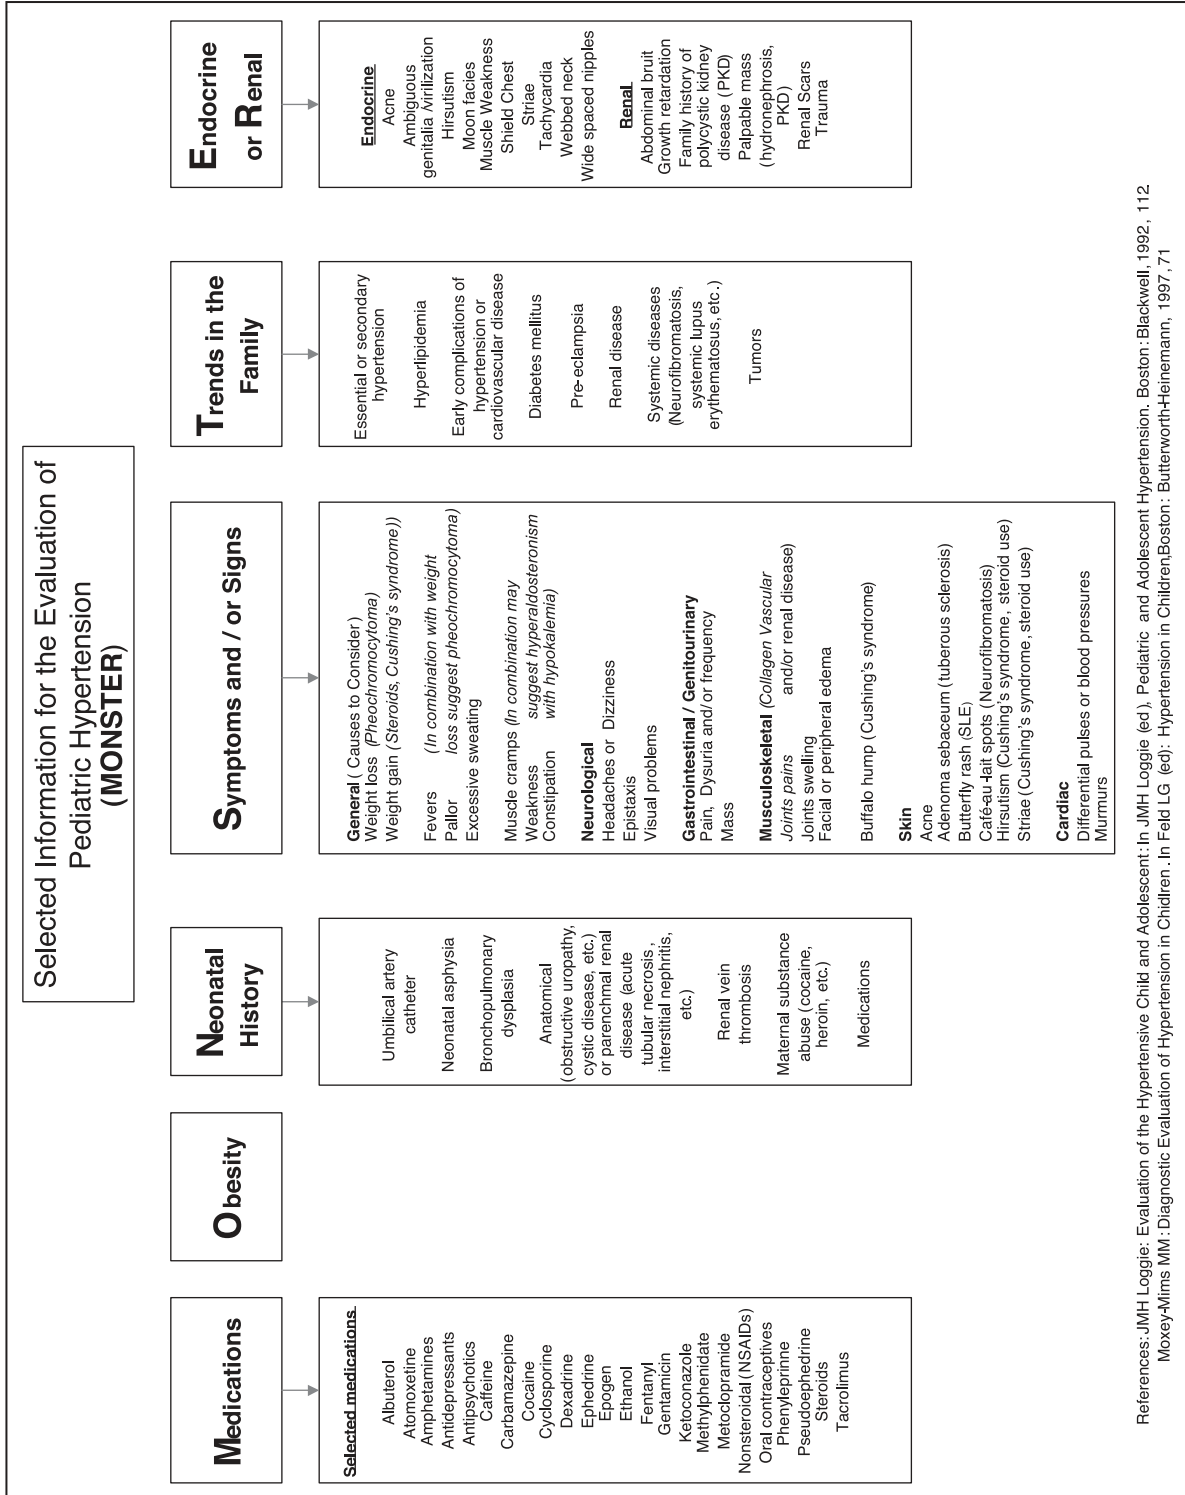 Selected Information for the Evaluation of
Pediatric Hypertension
(MONSTER)
Medications
Selected medications
Albuterol
Atomoxetine
Amphetamines
Antidepressants
Antipsychotics
Caffeine
Carbamazepine
Cocaine
Cyclosporine
Dexadrine
Ephedrine
Epogen
Ethanol
Fentanyl
Gentamicin
Ketoconazole
Methylphenidate
Metoclopramide
Nonsteroidal (NSAIDs)
Oral contraceptives
Phenyleprinne
Pseudoephedrine
Steroids
Tacrolimus
Obesity
Neonatal
History
Umbilical artery
catheter
Neonatal asphysia
Bronchopulmonary
dysplasia
Anatomical
(obstructive uropathy,
cystic disease, etc.)
or parenchmal renal
disease (acute
tubular necrosis ,
interstitial nephritis,
etc.)
Renal vein
thrombosis
Maternal substance
abuse (cocaine,
heroin, etc.)
Medications
Symptoms and / or Signs
General ( Causes to Consider )
Weight loss (Pheochromocytoma)
Weight gain ( Steroids, Cushing's syndrome))
Fevers (In combination with weight
Pallor loss suggest pheochromocytoma)
Excessive sweating
Muscle cramps (In combination may
Weakness suggest hyperaldosteronism
Constipation with hypokalemia)
Neurological
Headaches or Dizziness
Epistaxis
Visual problems
Gastrointestinal / Genitourinary
Pain, Dysuria and/ or frequency
Mass
Musculoskeletal (Collagen Vascular
Joints pains and/or renal disease)
Joints swelling
Facial or peripheral edema
Buffalo hump (Cushing's syndrome)
Skin
Acne
Adenoma sebaceum (tuberous sclerosis)
Butterfly rash (SLE)
Café-au-lait spots (Neurofibromatosis)
Hirsutism (Cushing's syndrome, steroid use)
Striae (Cushing's syndrome, steroid use)
Cardiac
Differential pulses or blood pressures
Murmurs
Trends in the
Family
Essential or secondary
hypertension
Hyperlipidemia
Early complications of
hypertension or
cardiovascular disease
Diabetes mellitus
Pre-eclampsia
Renal disease
Systemic diseases
(Neurofibromatosis,
systemic lupus
erythematosus, etc.)
Tumors
Endocrine
or Renal
Endocrine
Acne
Ambiguous
genitalia /virilization
Hirsutism
Moon facies
Muscle Weakness
Shield Chest
Striae
Tachycardia
Webbed neck
Wide spaced nipples
Renal
Abdominal bruit
Growth retardation
Family history of
polycystic kidney
disease (PKD)
Palpable mass
(hydronephrosis,
PKD)
Renal Scars
Trauma
References: JMH Loggie: Evaluation of the Hypertensive Child and Adolescent: In JMH Loggie (ed), Pediatric and Adolescent Hypertension. Boston: Blackwell, 1992, 112
Moxey-Mims MM : Diagnostic Evaluation of Hypertension in Chidlren . In Feld LG (ed): Hypertension in Children,Boston : Butterworth-Heinemann, 1997, 71